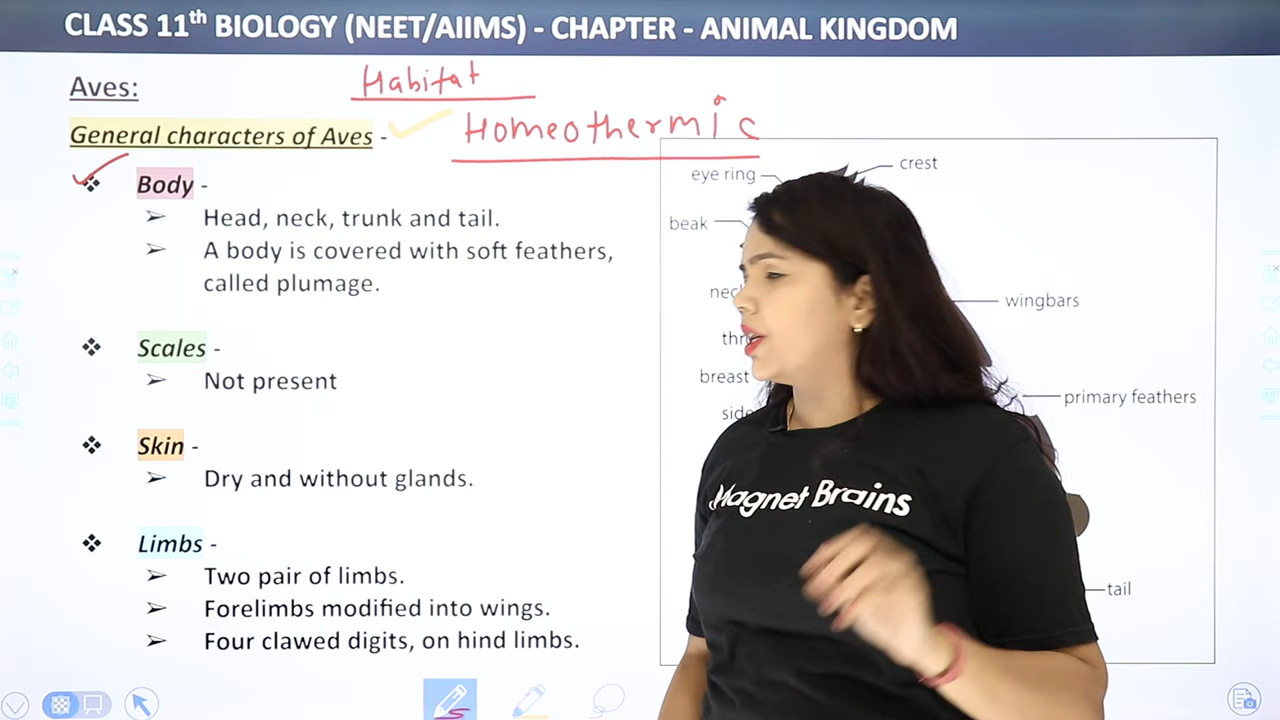 CLASS 11th BIOLOGY (NEET/AIIMS) - CHAPTER - ANIMAL KINGDOM
Aves:
Habitat
General characters of Aves -
Homeothermic
❖ Body -
➢ Head, neck, trunk and tail.
➢ A body is covered with soft feathers,
called plumage.
❖ Scales -
➢ Not present
❖ Skin -
➢ Dry and without glands.
❖ Limbs -
➢ Two pair of limbs.
➢ Forelimbs modified into wings.
➢ Four clawed digits, on hind limbs.
eye ring
crest
beak
wingbars
breast
primary feathers
tail
Magnet Brains